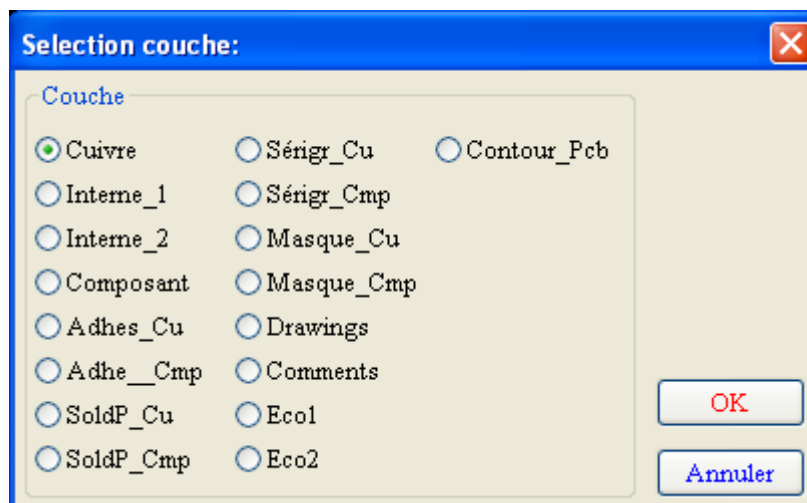 Selection couche:
Couche
Cuivre
Interne_1
Interne_2
Composant
Adhes_Cu
Adhe__Cmp
SoldP_Cu
SoldP_Cmp
Sérigr_Cu
Sérigr_Cmp
Masque_Cu
Masque_Cmp
Drawings
Comments
Eco1
Eco2
Contour_Pcb
OK
Annuler